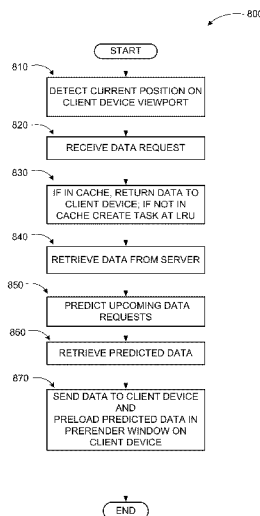 800
START
810
DETECT CURRENT POSITION ON
CLIENT DEVICE VIEWPORT
820
RECEIVE DATA REQUEST
830
IF IN CACHE, RETURN DATA TO
CLIENT DEVICE; IF NOT IN
CACHE CREATE TASK AT LRU
840
RETRIEVE DATA FROM SERVER
850
PREDICT UPCOMING DATA
REQUESTS
860
RETRIEVE PREDICTED DATA
870
SEND DATA TO CLIENT DEVICE
AND
PRELOAD PREDICTED DATA IN
PRERENDER WINDOW ON
CLIENT DEVICE
END